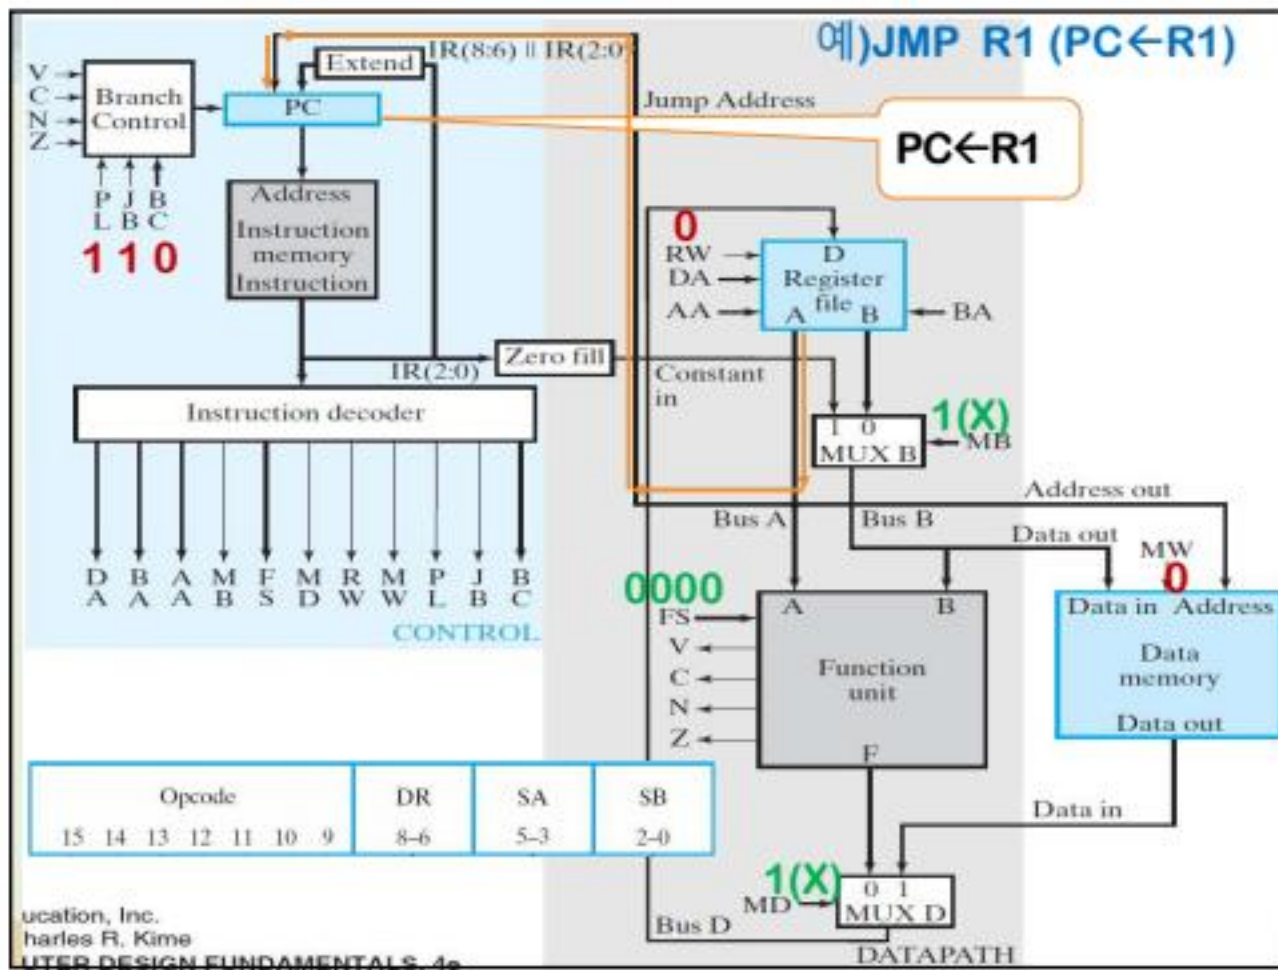 예)JMP R1 (PC←R1)
IR(8:6) || IR(2:0
Extend
V
C
N
Z
Branch
Control
PC
Jump Address
PC←R1
P
L
J
B
B
C
1 1 0
Address
Instruction
memory
Instruction
0
RW
DA
AA
D
Register
file
A
B
BA
IR(2:0)
Zero fill
Constant
in
Instruction decoder
1 0
MUX B
1(X)
MB
Address out
Bus A
Bus B
Data out
MW
0
D
A
B
A
A
A
M
B
F
S
M
D
R
W
M
W
P
L
J
B
B
C
CONTROL
0000
FS
V
C
N
Z
A
B
Function
unit
F
Data in Address
Data
memory
Data out
Data in
Opcode DR SA SB
15 14 13 12 11 10 9 8–6 5–3 2–0
1(X)
MD
0 1
MUX D
Bus D
DATAPATH
ucation, Inc.
harles R. Kime
UTER DESIGN FUNDAMENTALS, 4e